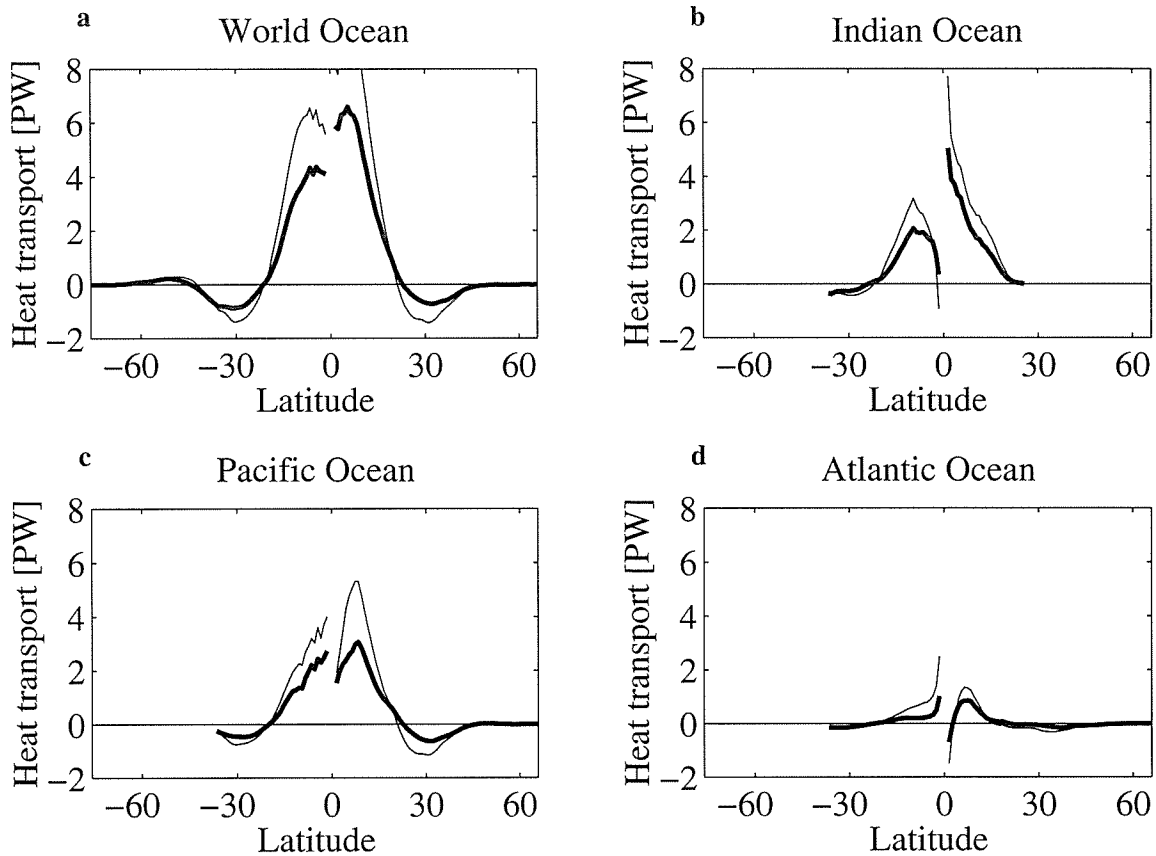 a
World Ocean
Heat transport [PW]
8
6
4
2
0
−2
−60
−30
0
30
60
Latitude
b
Indian Ocean
Heat transport [PW]
8
6
4
2
0
−2
−60
−30
0
30
60
Latitude
c
Pacific Ocean
Heat transport [PW]
8
6
4
2
0
−2
−60
−30
0
30
60
Latitude
d
Atlantic Ocean
Heat transport [PW]
8
6
4
2
0
−2
−60
−30
0
30
60
Latitude